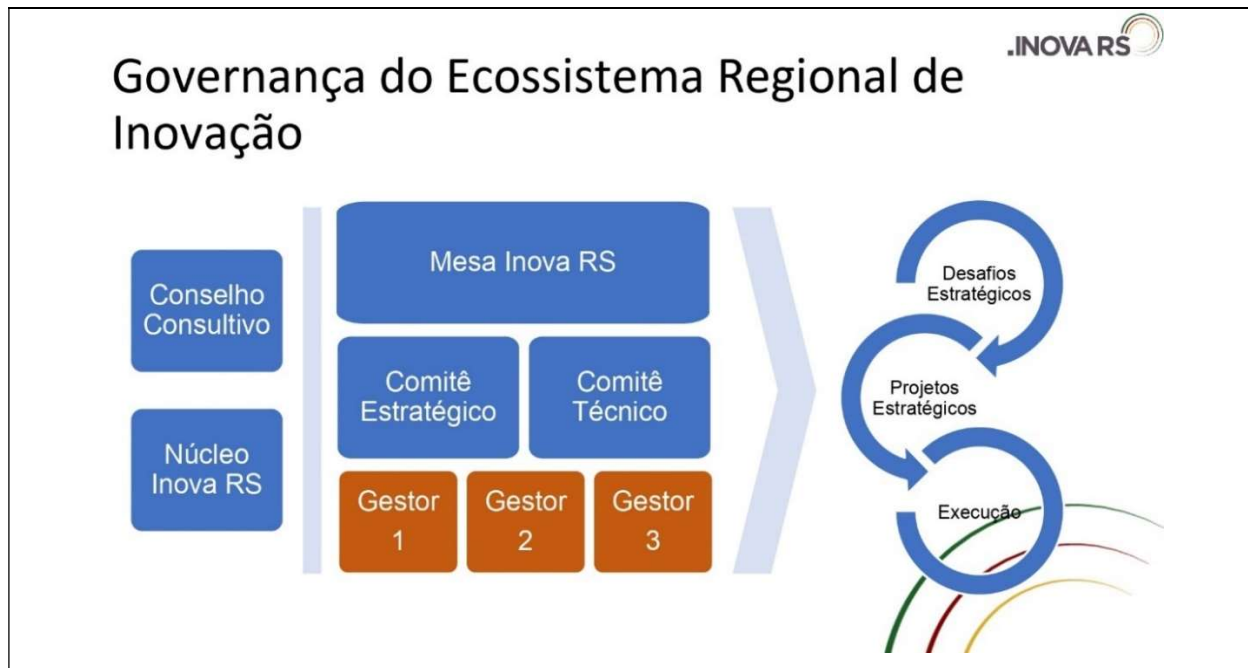 .INOVA RS
Governança do Ecossistema Regional de
Inovação
Conselho
Consultivo
Núcleo
Inova RS
Mesa Inova RS
Comitê
Estratégico
Comitê
Técnico
Gestor
1
Gestor
2
Gestor
3
Desafios
Estratégicos
Projetos
Estratégicos
Execução